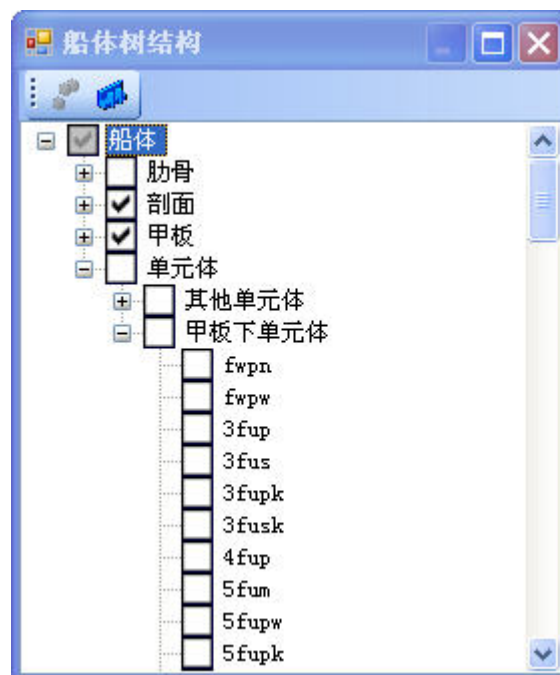 船体树结构
船体
肋骨
剖面
甲板
单元体
其他单元体
甲板下单元体
fwpn
fwpw
3fup
3fus
3fupk
3fusk
4fup
5fum
5fupw
5fupk